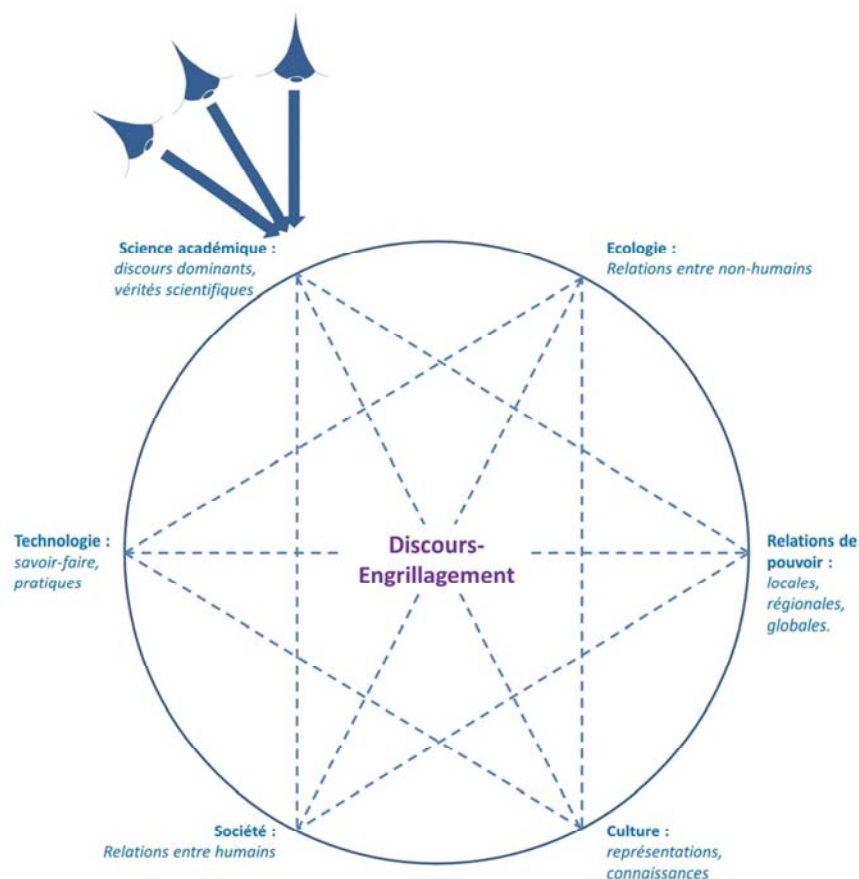 Science académique :
discours dominants,
vérités scientifiques
Ecologie :
Relations entre non-humains
Technologie :
savoir-faire,
pratiques
Discours-
Engrillagement
Relations de
pouvoir :
locales,
régionales,
globales.
Société :
Relations entre humains
Culture :
représentations,
connaissances